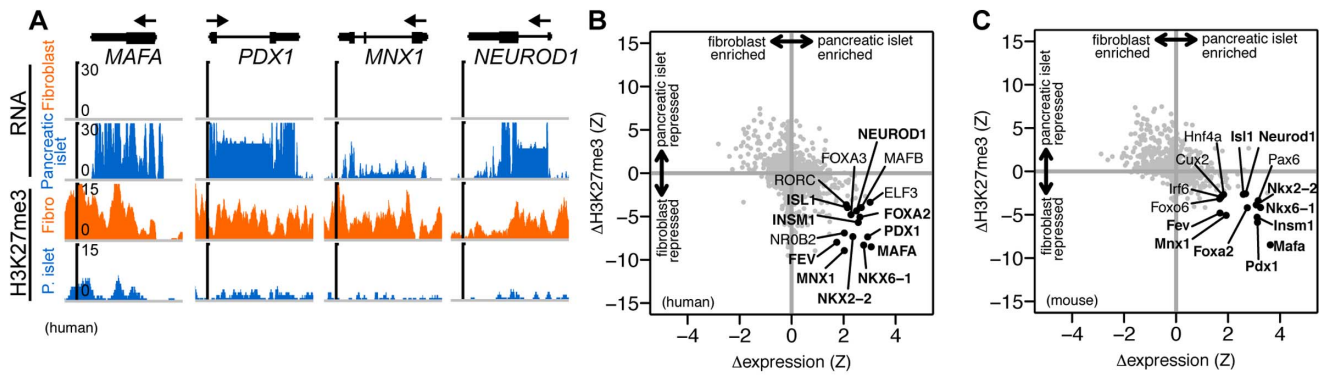 A
MAFA
PDX1
MNX1
NEUROD1
RNA
Fibroblast
30
0
Pancreatic
islet
30
0
H3K27me3
Fibro
15
0
P. islet
15
0
(human)
B
fibroblast
enriched
pancreatic islet
enriched
pancreatic islet
repressed
fibroblast
repressed
ΔH3K27me3 (Z)
15
10
5
0
−5
−10
−15
NEUROD1
FOXA3
MAFB
RORC
ELF3
ISL1
FOXA2
INSM1
PDX1
NR0B2
MAFA
FEV
MNX1
NKX6−1
NKX2−2
(human)
−4
−2
0
2
4
Δexpression (Z)
C
fibroblast
enriched
pancreatic islet
enriched
pancreatic islet
repressed
fibroblast
repressed
ΔH3K27me3 (Z)
15
10
5
0
−5
−10
−15
Hnf4a
Isl1
Neurod1
Cux2
Pax6
Irf6
Nkx2−2
Foxo6
Nkx6−1
Fev
Insm1
Mnx1
Foxa2
Mafa
Pdx1
(mouse)
−4
−2
0
2
4
Δexpression (Z)